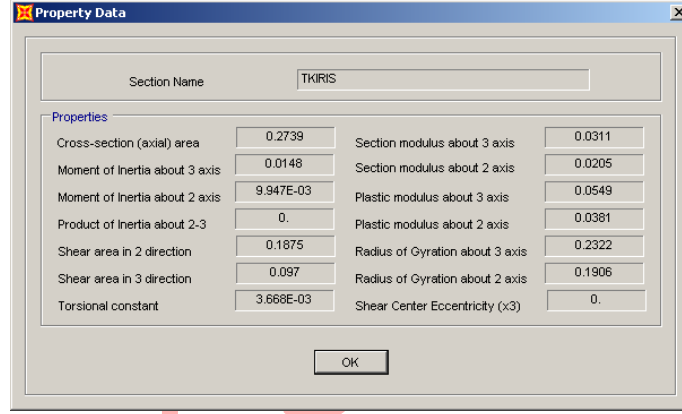 Property Data
Section Name TKIRIS
Properties
Cross-section (axial) area 0.2739 Section modulus about 3 axis 0.0311
Moment of Inertia about 3 axis 0.0148 Section modulus about 2 axis 0.0205
Moment of Inertia about 2 axis 9.947E-03 Plastic modulus about 3 axis 0.0549
Product of Inertia about 2-3 0. Plastic modulus about 2 axis 0.0381
Shear area in 2 direction 0.1875 Radius of Gyration about 3 axis 0.2322
Shear area in 3 direction 0.097 Radius of Gyration about 2 axis 0.1906
Torsional constant 3.668E-03 Shear Center Eccentricity (x3) 0.
OK